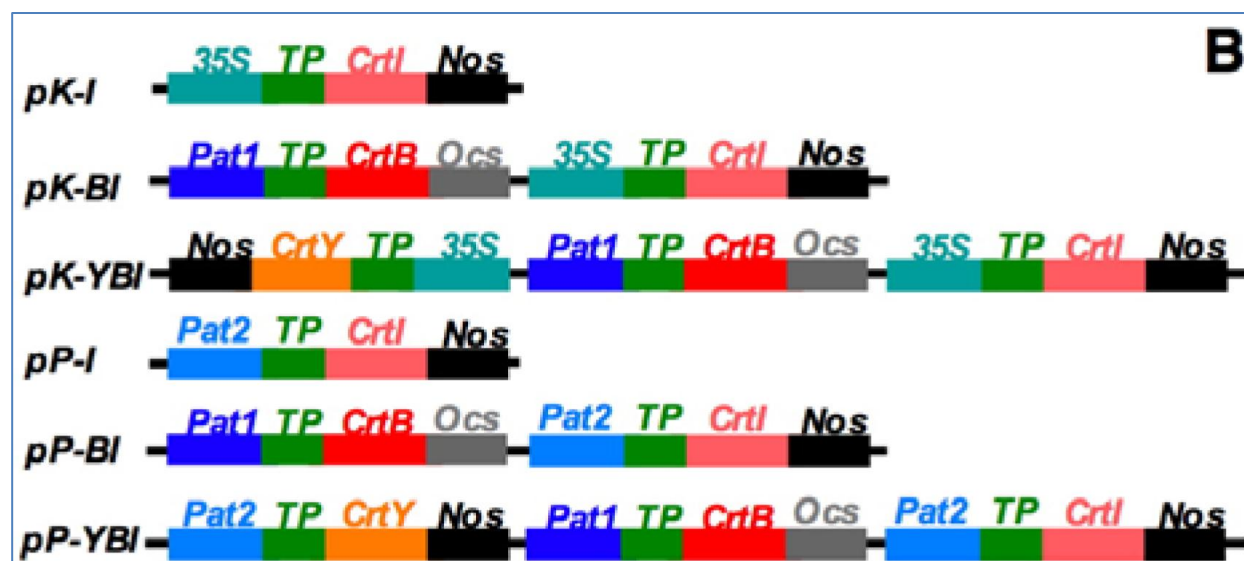 B
35S TP CrtI Nos
pK-I
Pat1 TP CrtB Ocs 35S TP CrtI Nos
pK-BI
Nos CrtY TP 35S Pat1 TP CrtB Ocs 35S TP CrtI Nos
pK-YBI
Pat2 TP CrtI Nos
pP-I
Pat1 TP CrtB Ocs Pat2 TP CrtI Nos
pP-BI
Pat2 TP CrtY Nos Pat1 TP CrtB Ocs Pat2 TP CrtI Nos
pP-YBI